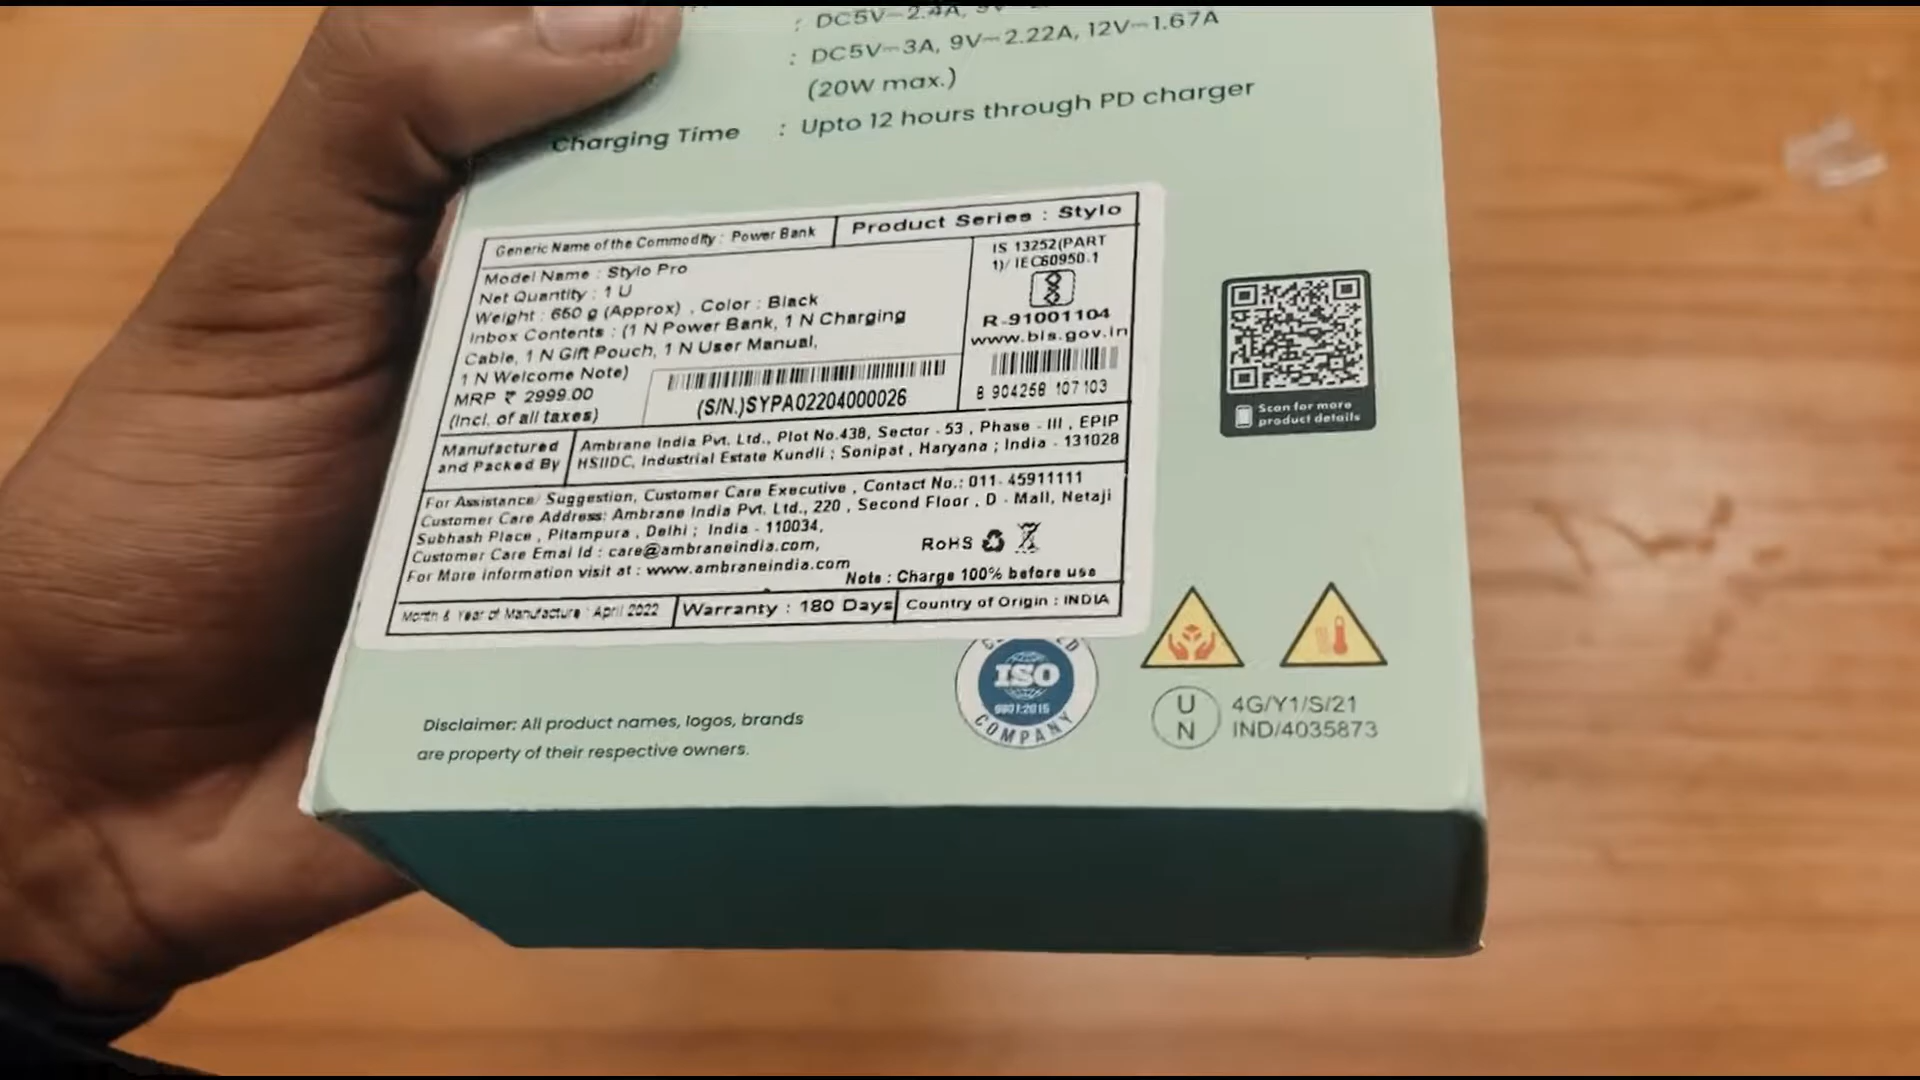 : DC5V⎓2.4A, 9V
: DC5V⎓3A, 9V⎓2.22A, 12V⎓1.67A
(20W max.)
Charging Time : Upto 12 hours through PD charger
Generic Name of the Commodity : Power Bank
Product Series : Stylo
Model Name : Stylo Pro
Net Quantity : 1 U
Weight : 650 g (Approx) , Color : Black
Inbox Contents : (1 N Power Bank, 1 N Charging
Cable, 1 N Gift Pouch, 1 N User Manual,
1 N Welcome Note)
MRP ₹ 2999.00
(Incl. of all taxes)
(S/N.)SYPA02204000026
IS 13252(PART
1)/ IEC60950.1
R-91001104
www.bis.gov.in
8 904258 107103
Manufactured
and Packed By
Ambrane India Pvt. Ltd., Plot No.438, Sector - 53 , Phase - III , EPIP
HSIIDC, Industrial Estate Kundli ; Sonipat , Haryana ; India - 131028
For Assistance/ Suggestion, Customer Care Executive , Contact No.: 011- 45911111
Customer Care Address: Ambrane India Pvt. Ltd., 220 , Second Floor , D - Mall, Netaji
Subhash Place , Pitampura , Delhi ; India - 110034,
Customer Care Emai Id : care@ambraneindia.com,
For More information visit at : www.ambraneindia.com
RoHS
Note : Charge 100% before use
Month & Year of Manufacture : April 2022
Warranty : 180 Days
Country of Origin : INDIA
Scan for more
product details
ISO
9001:2015
COMPANY
U
N
4G/Y1/S/21
IND/4035873
Disclaimer: All product names, logos, brands
are property of their respective owners.